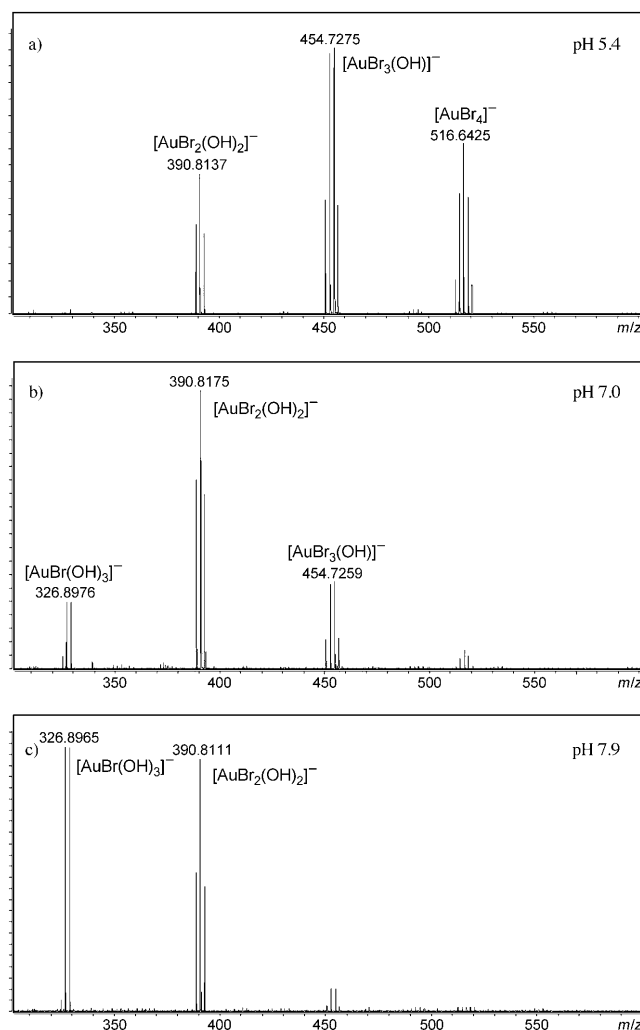 a)
454.7275
pH 5.4
[AuBr₃(OH)]⁻
[AuBr₄]⁻
516.6425
[AuBr₂(OH)₂]⁻
390.8137
350 400 450 500 550 m/z
b)
390.8175
pH 7.0
[AuBr₂(OH)₂]⁻
[AuBr₃(OH)]⁻
454.7259
[AuBr(OH)₃]⁻
326.8976
350 400 450 500 550 m/z
c)
326.8965
390.8111
pH 7.9
[AuBr(OH)₃]⁻
[AuBr₂(OH)₂]⁻
350 400 450 500 550 m/z